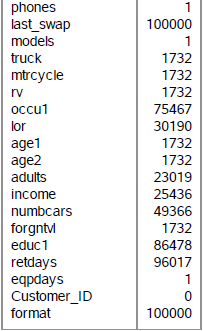 phones 1
last_swap 100000
models 1
truck 1732
mtrcycle 1732
rv 1732
occu1 75467
lor 30190
age1 1732
age2 1732
adults 23019
income 25436
numbcars 49366
forgntvl 1732
educ1 86478
retdays 96017
eqpdays 1
Customer_ID 0
format 100000